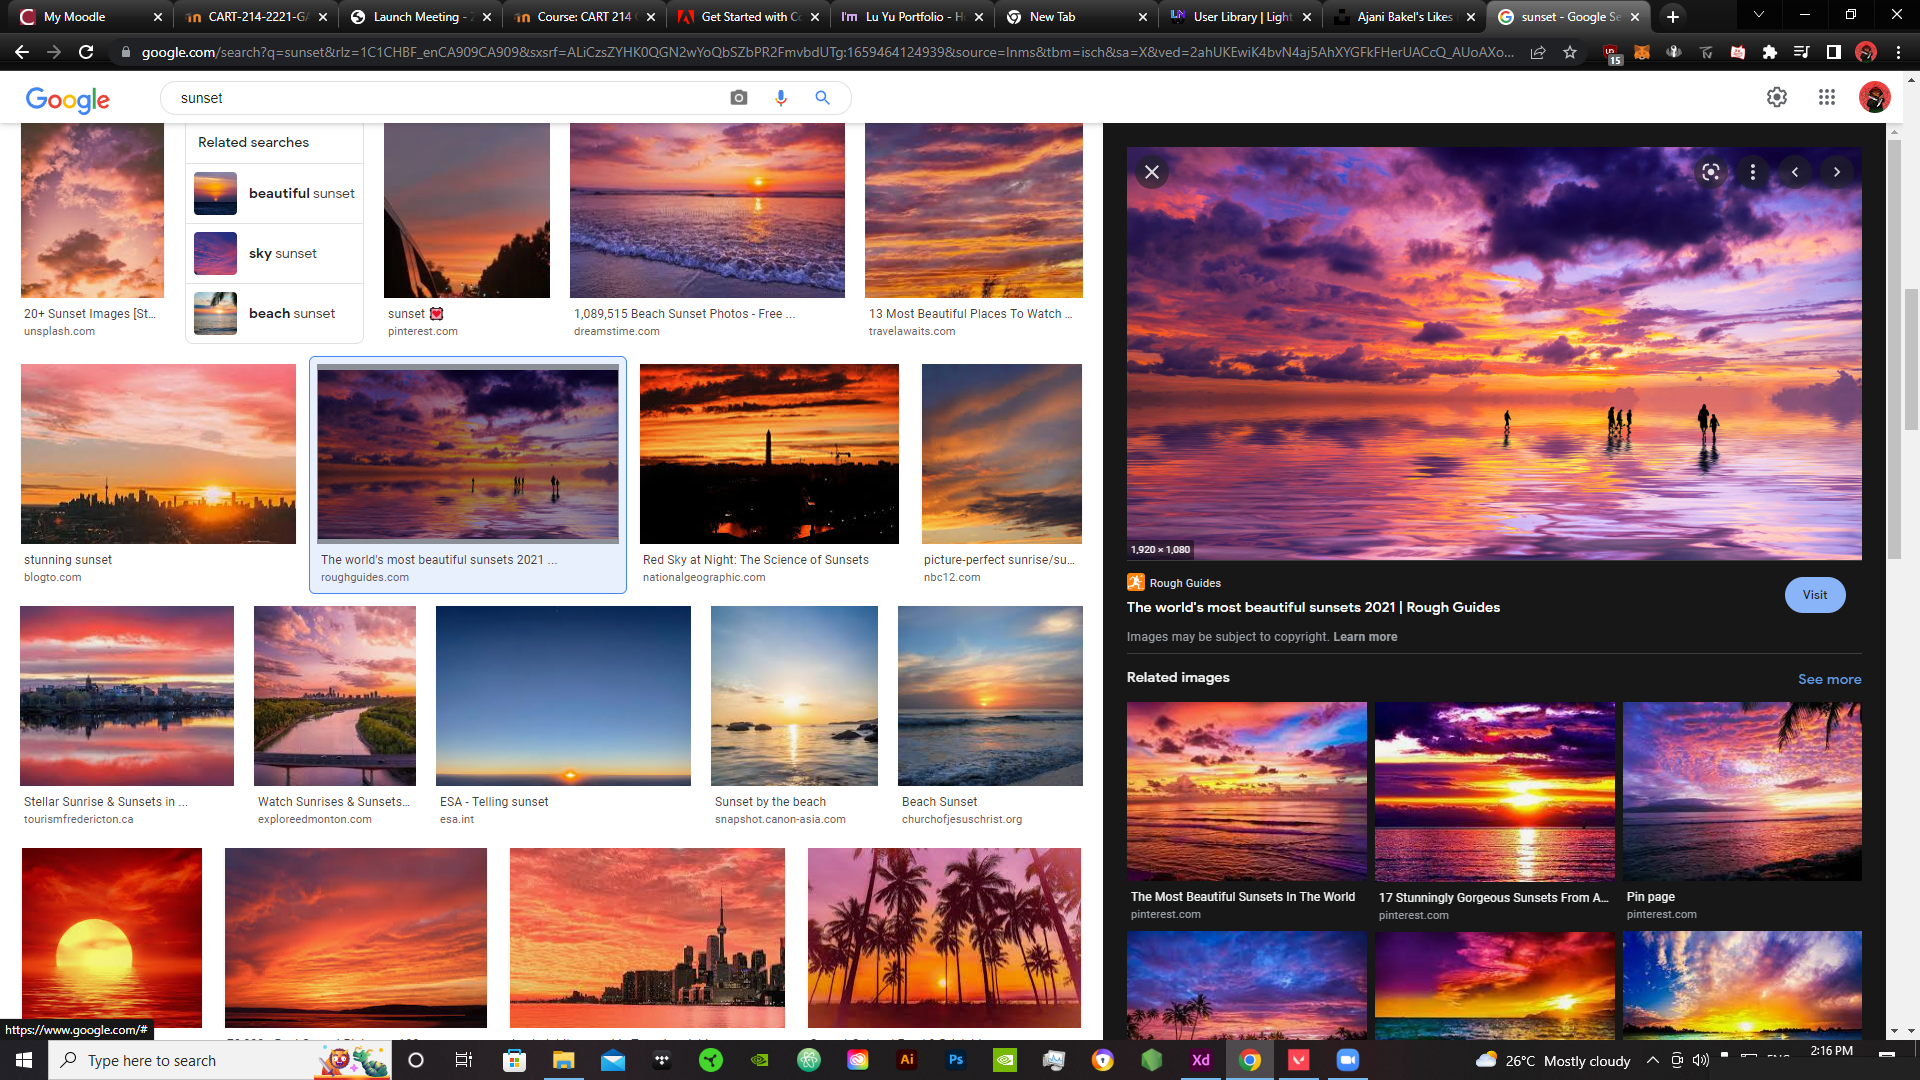 My Moodle
CART-214-2221-G
Launch Meeting - Z
Course: CART 214
Get Started with Co
Lu Yu Portfolio - H
New Tab
User Library | Light
Ajani Bakel's Likes
sunset - Google Se
google.com/search?q=sunset&rlz=1C1CHBF_enCA909CA909&sxsrf=ALiCzsZYHK0QGN2wYoQbSZbPR2FmvbdUTg:1659464124939&source=lnms&tbm=isch&sa=X&ved=2ahUKEwiK4bvN4aj5AhXYGFkFHerUACcQ_AUoAXo...
15
Google
sunset
Related searches
beautiful sunset
sky sunset
beach sunset
20+ Sunset Images [St...
unsplash.com
sunset
pinterest.com
1,089,515 Beach Sunset Photos - Free ...
dreamstime.com
13 Most Beautiful Places To Watch ...
travelawaits.com
stunning sunset
blogto.com
The world's most beautiful sunsets 2021 ...
roughguides.com
Red Sky at Night: The Science of Sunsets
nationalgeographic.com
picture-perfect sunrise/su...
nbc12.com
Stellar Sunrise & Sunsets in ...
tourismfredericton.ca
Watch Sunrises & Sunsets...
exploreedmonton.com
ESA - Telling sunset
esa.int
Sunset by the beach
snapshot.canon-asia.com
Beach Sunset
churchofjesuschrist.org
1,920 × 1,080
Rough Guides
Visit
The world's most beautiful sunsets 2021 | Rough Guides
Images may be subject to copyright. Learn more
Related images
See more
The Most Beautiful Sunsets In The World
pinterest.com
17 Stunningly Gorgeous Sunsets From A...
pinterest.com
Pin page
pinterest.com
https://www.google.com/#
Type here to search
Ai
Ps
Xd
26°C Mostly cloudy
2:16 PM